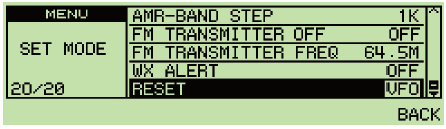 MENU
SET MODE
20/20
AMR-BAND STEP 1K
FM TRANSMITTER OFF OFF
FM TRANSMITTER FREQ 64.5M
WX ALERT OFF
RESET VFO
BACK